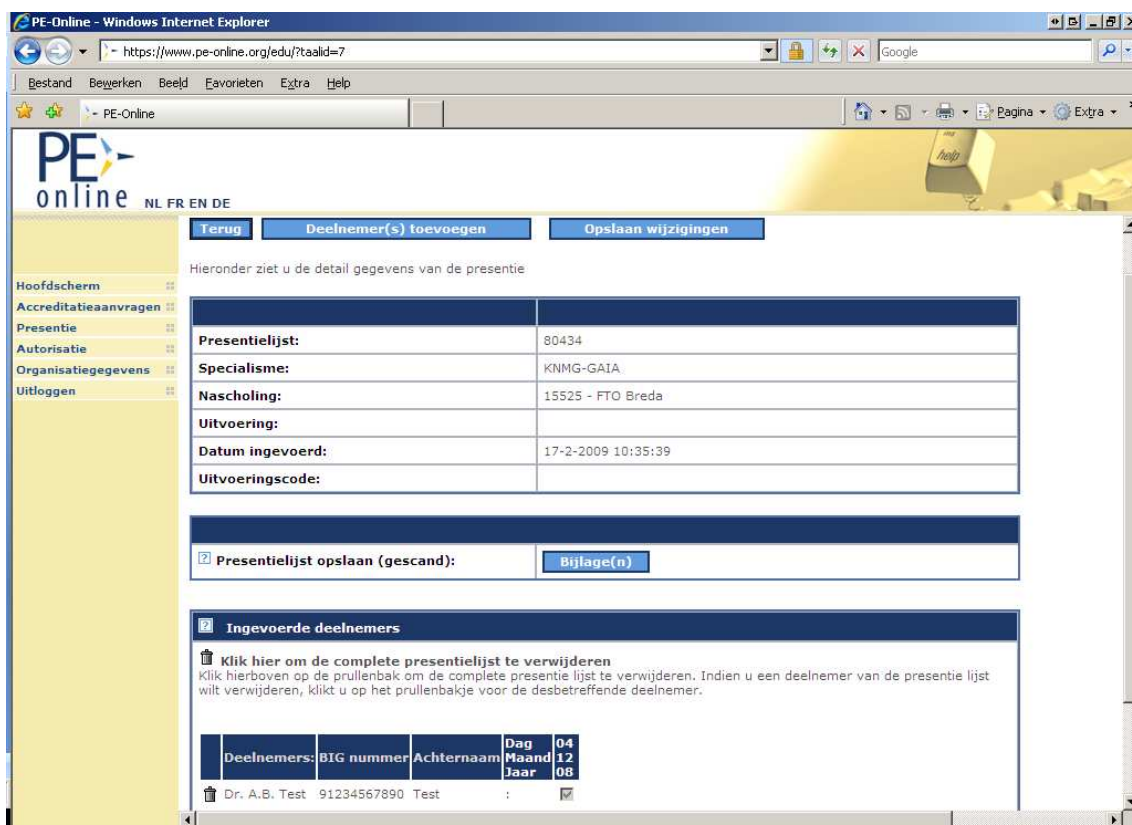 PE-Online - Windows Internet Explorer
https://www.pe-online.org/edu/?taalid=7
Google
Bestand Bewerken Beeld Favorieten Extra Help
PE-Online
Pagina Extra
PE
online NL FR EN DE
help
Terug Deelnemer(s) toevoegen Opslaan wijzigingen
Hieronder ziet u de detail gegevens van de presentie
Hoofdscherm
Accreditatieaanvragen
Presentie
Autorisatie
Organisatiegegevens
Uitloggen
Presentielijst: 80434
Specialisme: KNMG-GAIA
Nascholing: 15525 - FTO Breda
Uitvoering:
Datum ingevoerd: 17-2-2009 10:35:39
Uitvoeringscode:
? Presentielijst opslaan (gescand): Bijlage(n)
? Ingevoerde deelnemers
Klik hier om de complete presentielijst te verwijderen
Klik hierboven op de prullenbak om de complete presentie lijst te verwijderen. Indien u een deelnemer van de presentie lijst
wilt verwijderen, klikt u op het prullenbakje voor de desbetreffende deelnemer.
Deelnemers: BIG nummer Achternaam Dag 04
Maand 12
Jaar 08
Dr. A.B. Test 91234567890 Test :